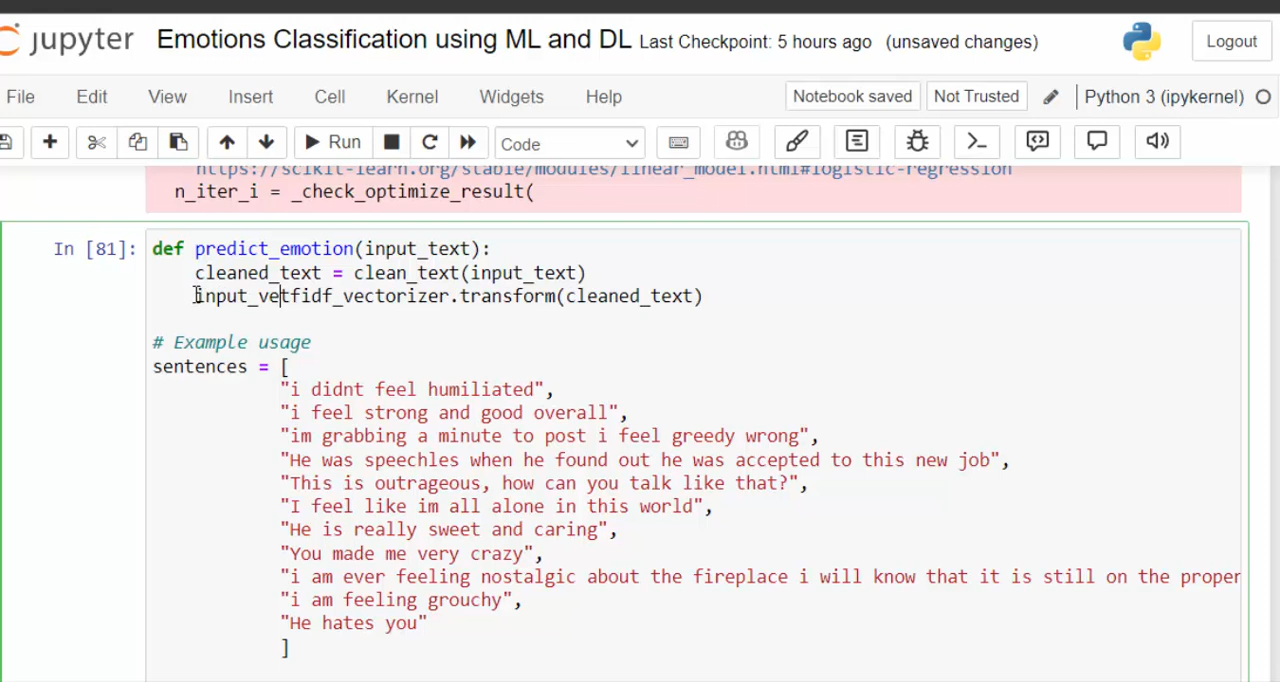 jupyter Emotions Classification using ML and DL Last Checkpoint: 5 hours ago (unsaved changes) Logout
File Edit View Insert Cell Kernel Widgets Help Notebook saved Not Trusted Python 3 (ipykernel)
Run Code
https://scikit-learn.org/stable/modules/linear_model.html#logistic-regression
n_iter_i = _check_optimize_result(
In [81]: def predict_emotion(input_text):
cleaned_text = clean_text(input_text)
input_vetfidf_vectorizer.transform(cleaned_text)
# Example usage
sentences = [
"i didnt feel humiliated",
"i feel strong and good overall",
"im grabbing a minute to post i feel greedy wrong",
"He was speechles when he found out he was accepted to this new job",
"This is outrageous, how can you talk like that?",
"I feel like im all alone in this world",
"He is really sweet and caring",
"You made me very crazy",
"i am ever feeling nostalgic about the fireplace i will know that it is still on the proper
"i am feeling grouchy",
"He hates you"
]